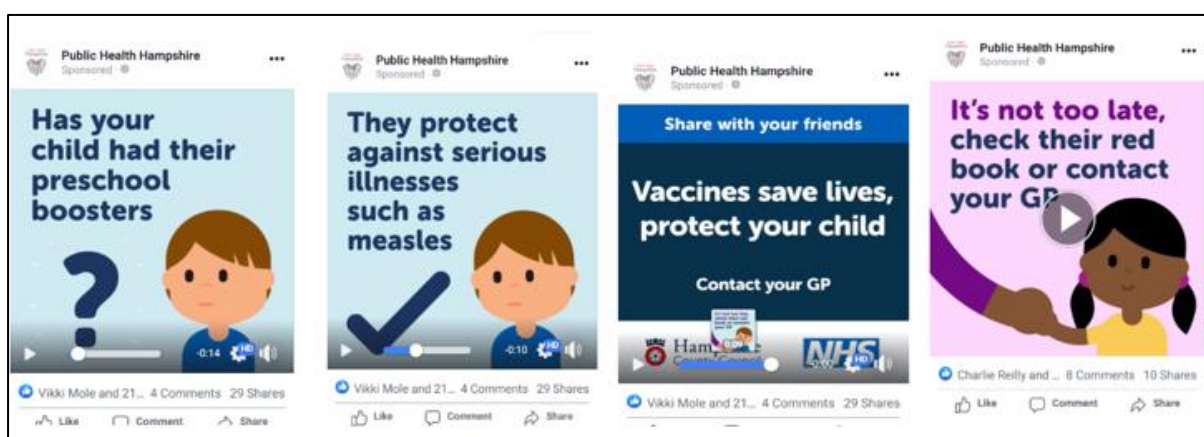 Public Health Hampshire
Sponsored
Has your
child had their
preschool
boosters
?
-0:14
HD
Vikki Mole and 21... 4 Comments 29 Shares
Like Comment Share
Public Health Hampshire
Sponsored
They protect
against serious
illnesses
such as
measles
-0:10
HD
Vikki Mole and 21... 4 Comments 29 Shares
Like Comment Share
Public Health Hampshire
Sponsored
Share with your friends
Vaccines save lives,
protect your child
Contact your GP
NHS
-0:00
HD
Vikki Mole and 21... 4 Comments 29 Shares
Public Health Hampshire
Sponsored
It's not too late,
check their red
book or contact
your GP
Charlie Reilly and ... 8 Comments 10 Shares
Like Comment Share